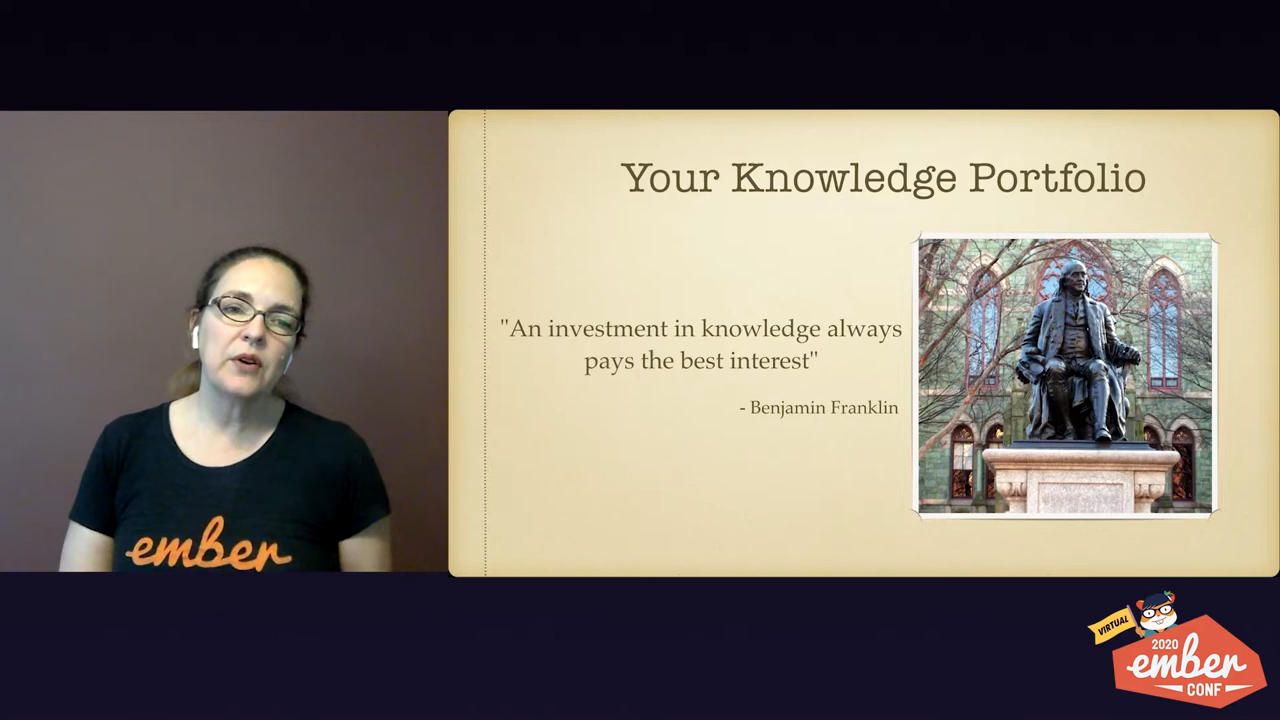 Your Knowledge Portfolio
"An investment in knowledge always
pays the best interest"
- Benjamin Franklin
ember
VIRTUAL
2020
ember
CONF